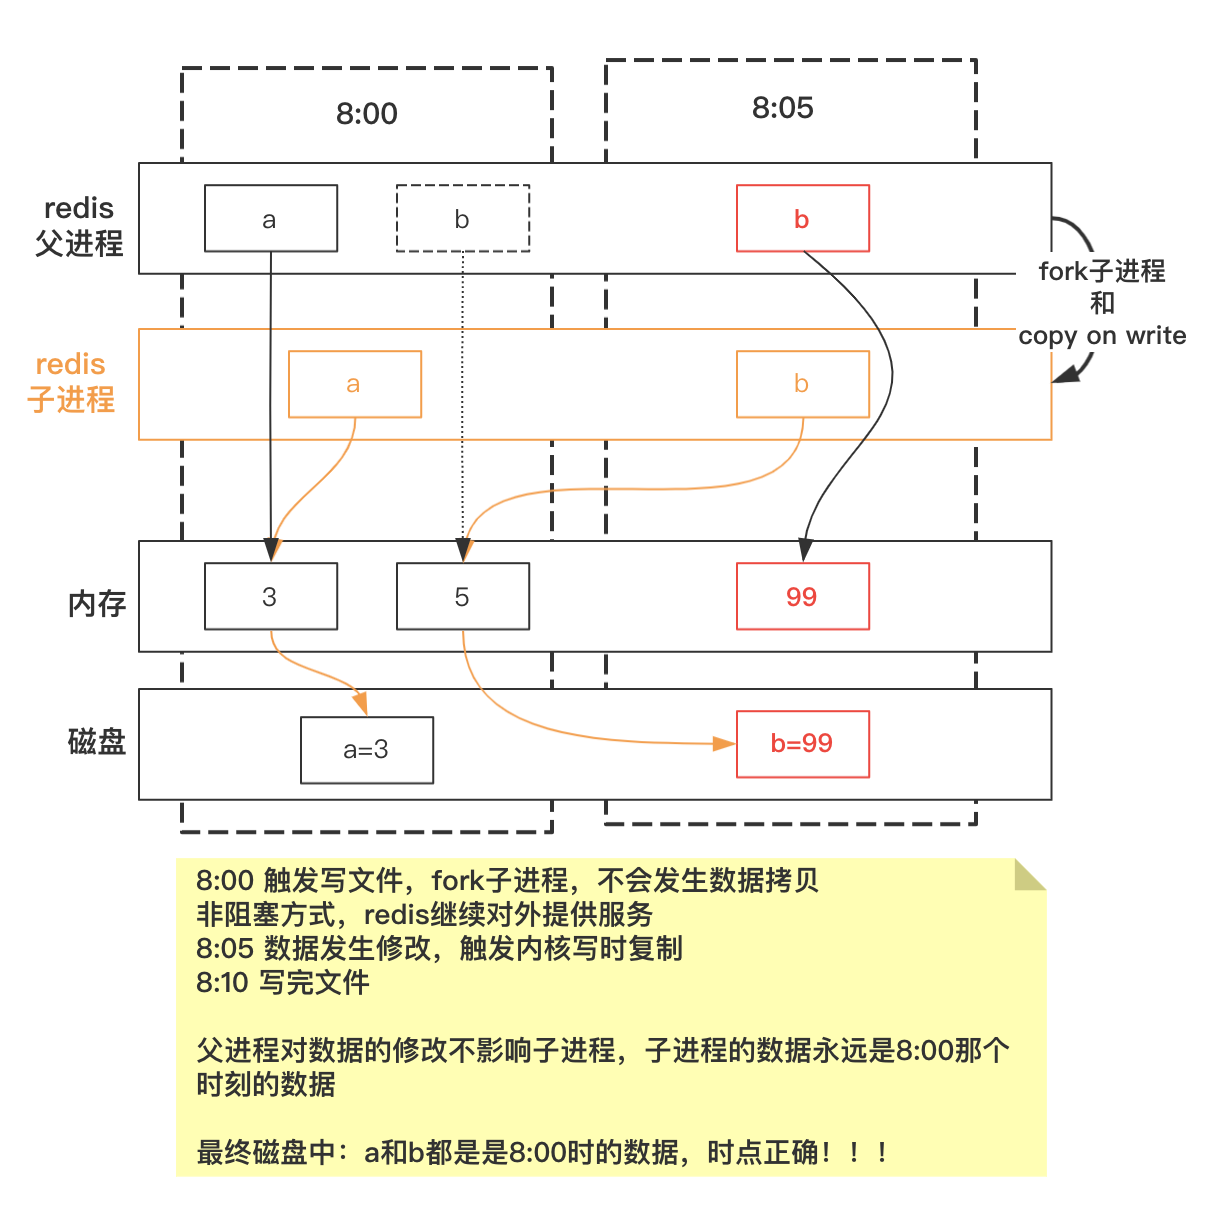 8:00
8:05
redis
父进程
a
b
b
fork子进程
和
copy on write
redis
子进程
a
b
内存
3
5
99
磁盘
a=3
b=99
8:00 触发写文件，fork子进程，不会发生数据拷贝
非阻塞方式，redis继续对外提供服务
8:05 数据发生修改，触发内核写时复制
8:10 写完文件
父进程对数据的修改不影响子进程，子进程的数据永远是8:00那个
时刻的数据
最终磁盘中：a和b都是是8:00时的数据，时点正确！！！